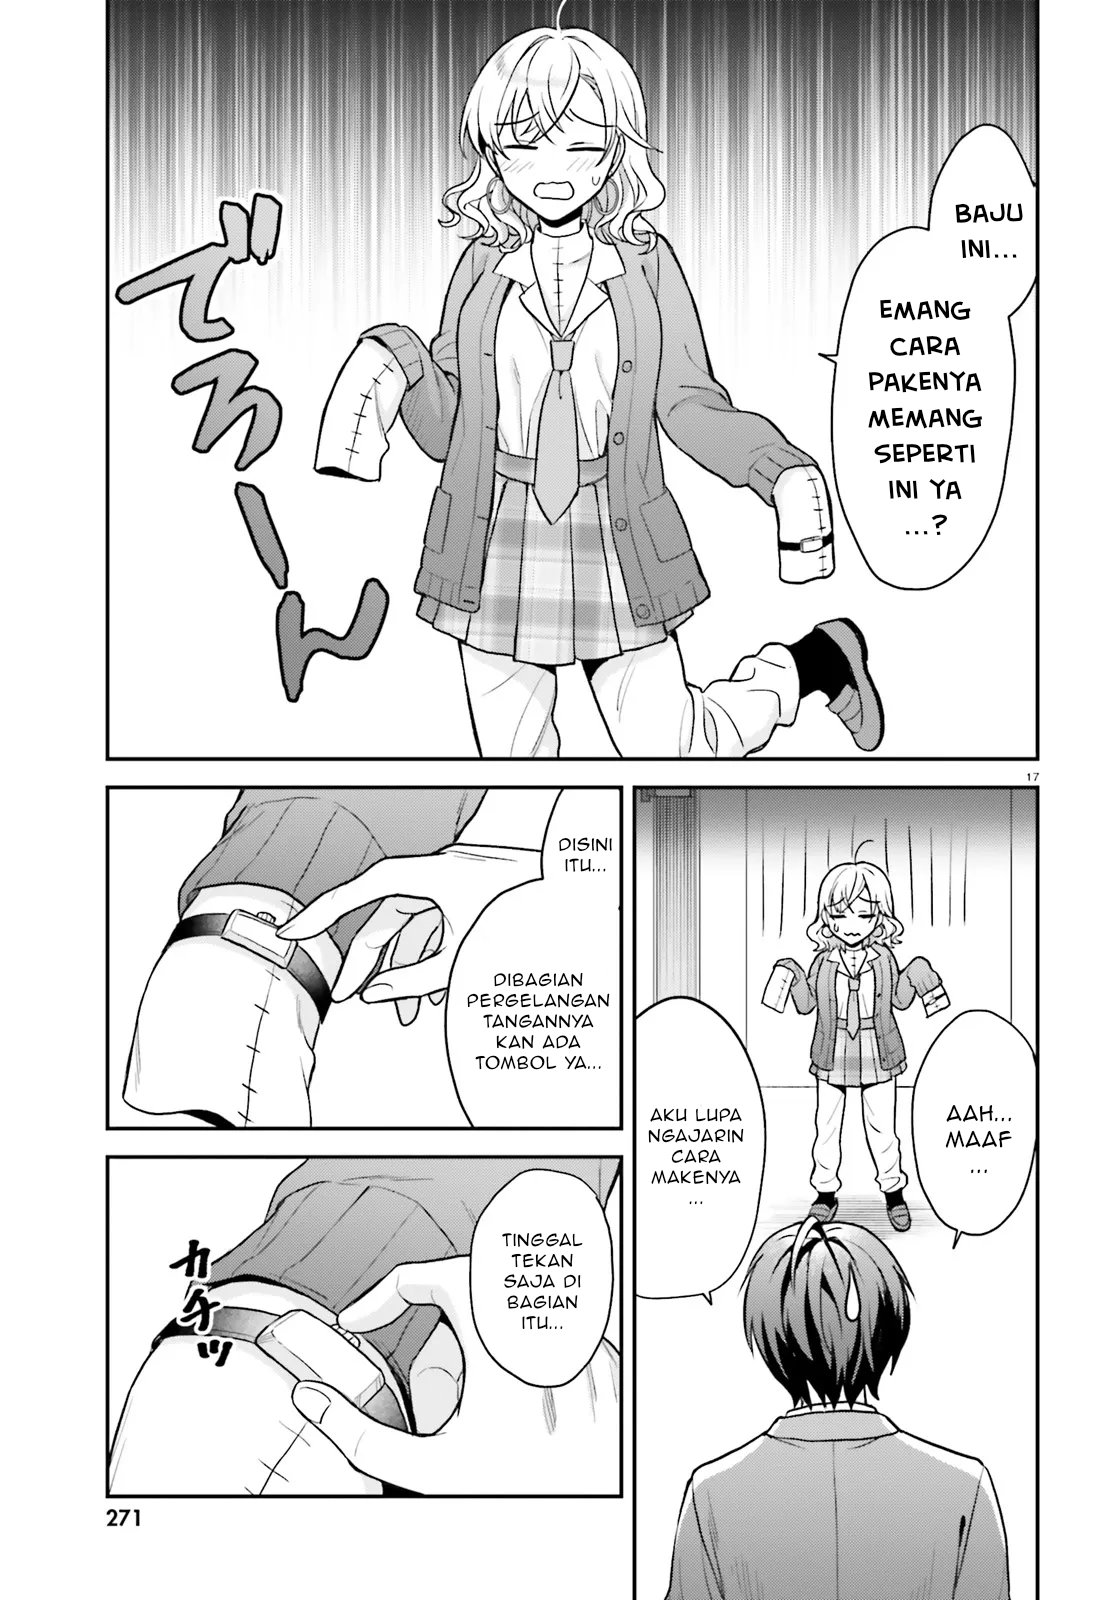 BAJU
INI...
EMANG
CARA
PAKENYA
MEMANG
SEPERTI
INI YA
...?
でろーん
17
AAH...
MAAF
...
AKU LUPA
NGAJARIN
CARA
MAKENYA
...
DISINI
ITU...
DIBAGIAN
PERGELANGAN
TANGANNYA
KAN ADA
TOMBOL YA...
TINGGAL
TEKAN
SAJA DI
BAGIAN
ITU...
カチッ
271